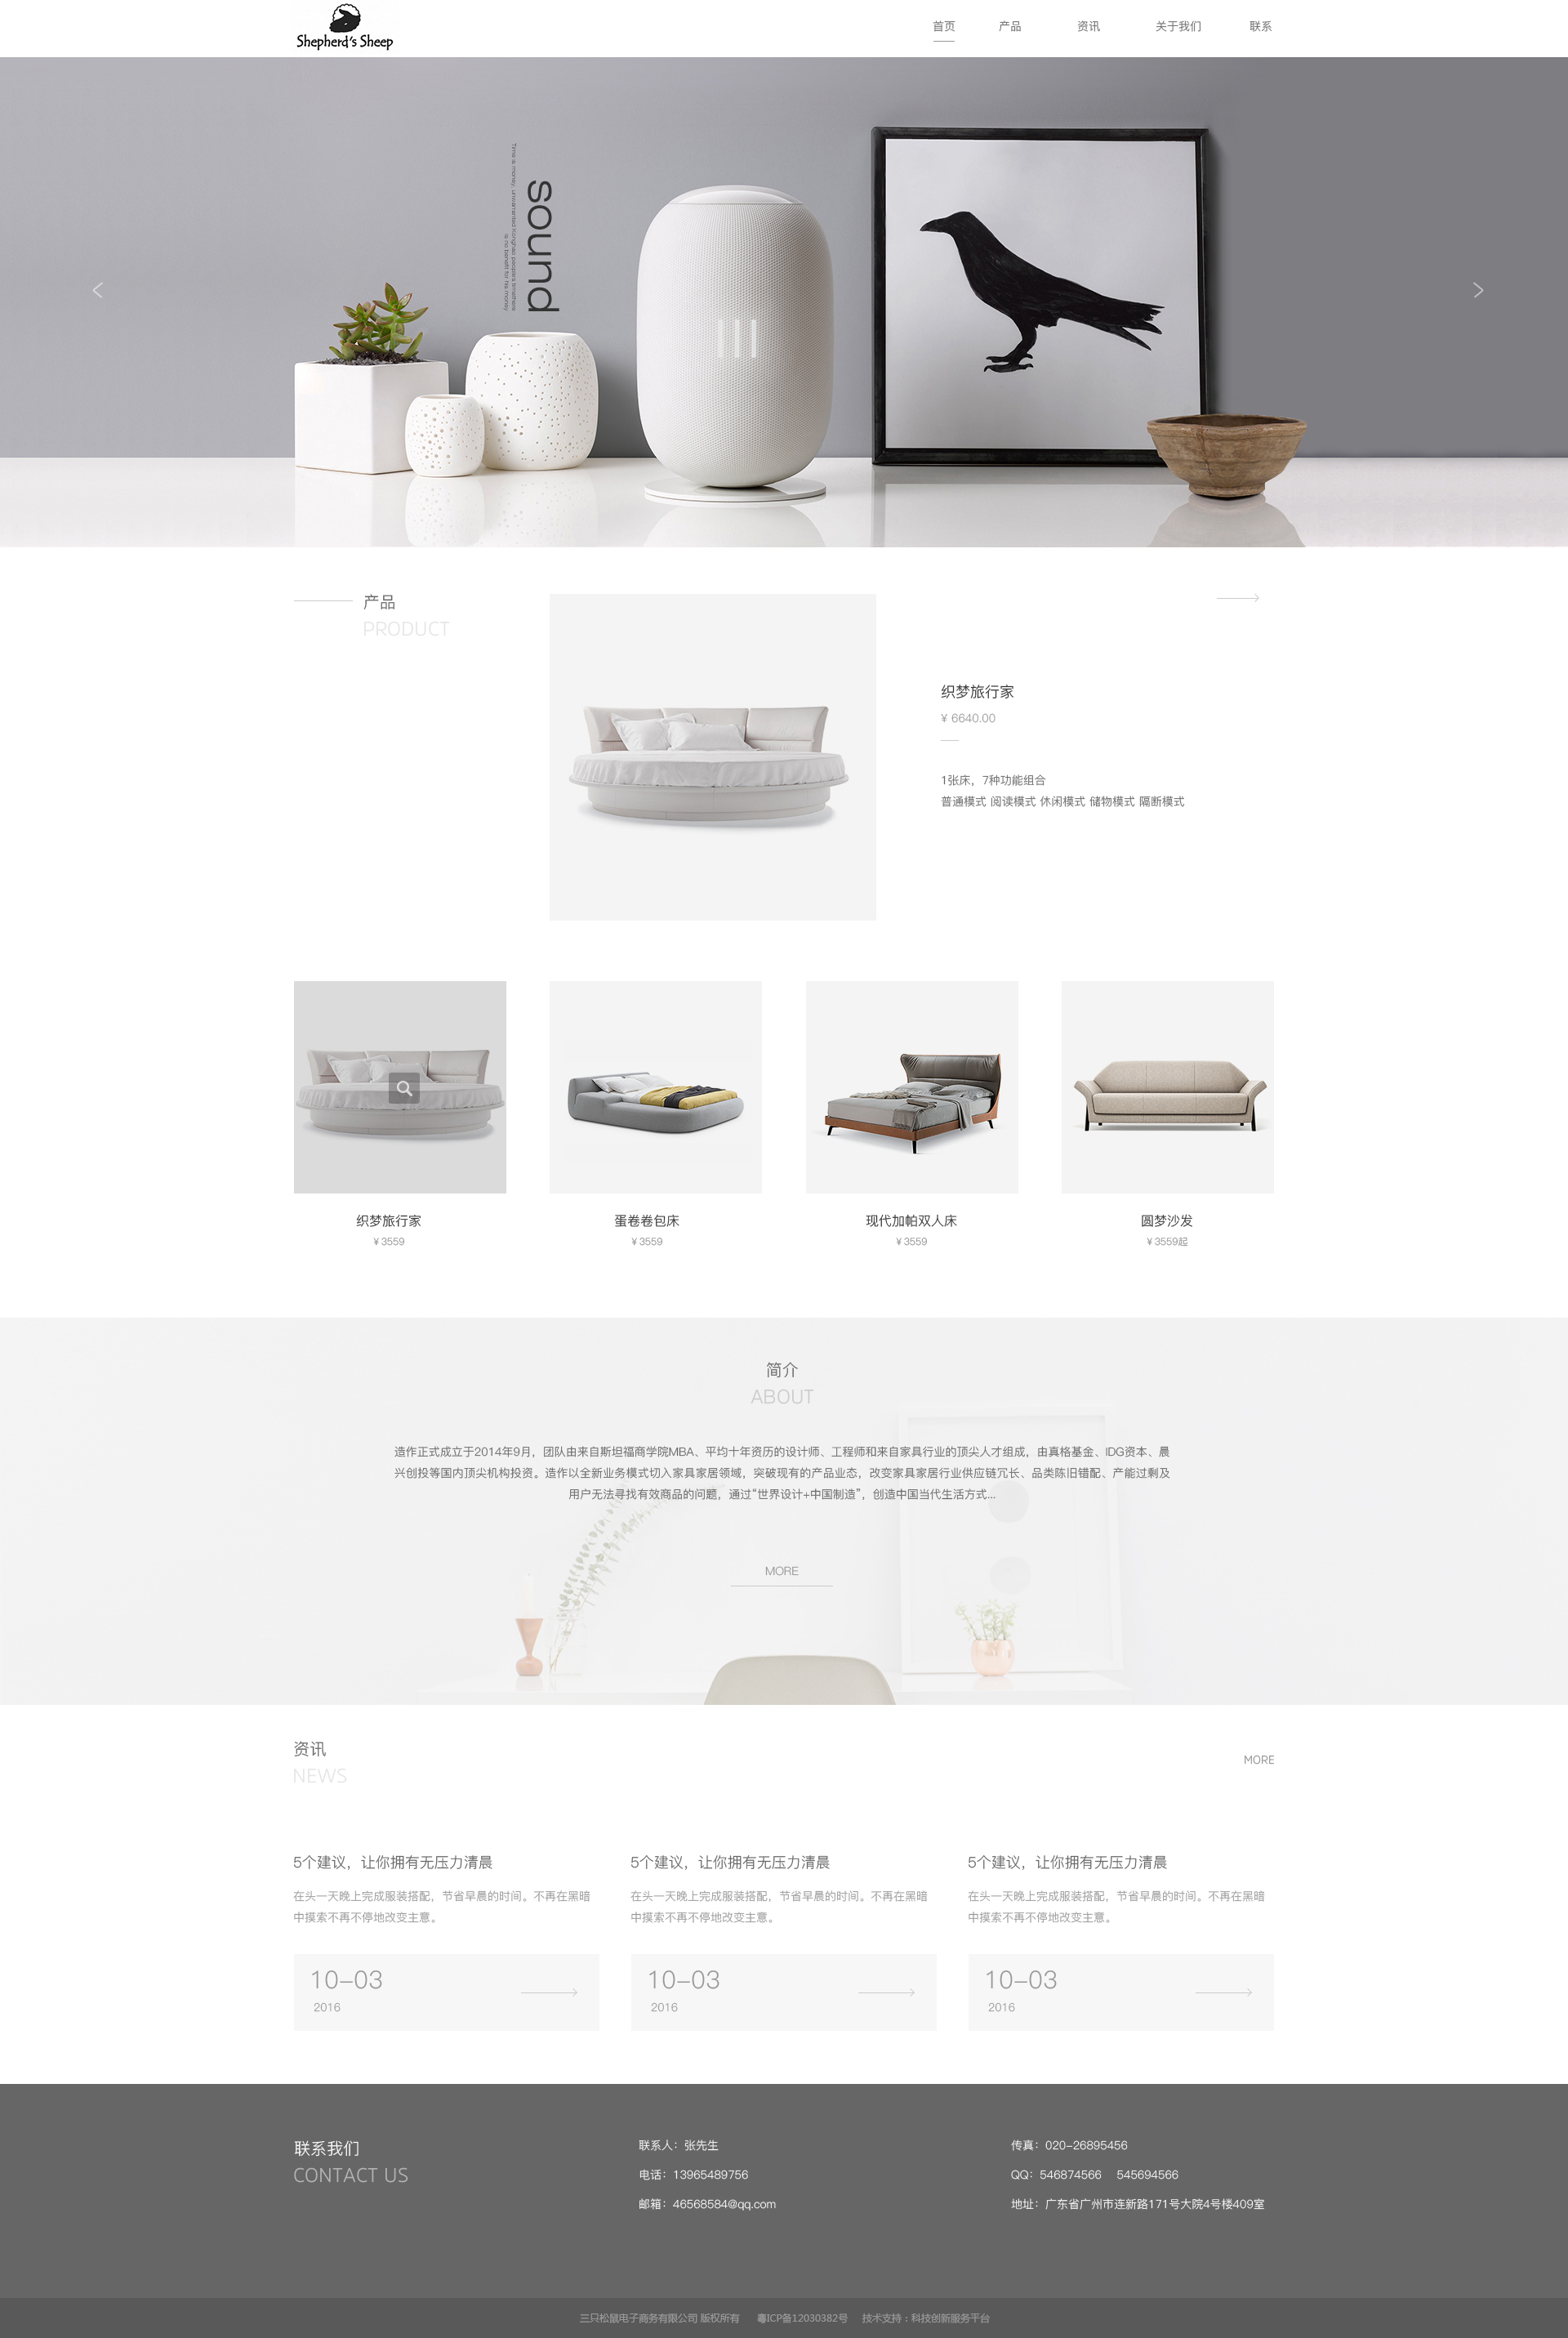 Shepherd's Sheep
首页
产品
资讯
关于我们
联系
sound
产品
PRODUCT
织梦旅行家
¥ 6640.00
1张床，7种功能组合
普通模式 阅读模式 休闲模式 储物模式 隔断模式
织梦旅行家
¥ 3559
蛋卷卷包床
¥ 3559
现代加帕双人床
¥ 3559
圆梦沙发
¥ 3559起
简介
ABOUT
造作正式成立于2014年9月，团队由来自斯坦福商学院MBA、平均十年资历的设计师、工程师和来自家具行业的顶尖人才组成，由真格基金、IDG资本、晨
兴创投等国内顶尖机构投资。造作以全新业务模式切入家具家居领域，突破现有的产品业态，改变家具家居行业供应链冗长、品类陈旧错配、产能过剩及
用户无法寻找有效商品的问题，通过“世界设计+中国制造”，创造中国当代生活方式...
MORE
资讯
NEWS
MORE
5个建议，让你拥有无压力清晨
在头一天晚上完成服装搭配，节省早晨的时间。不再在黑暗
中摸索不再不停地改变主意。
10-03
2016
5个建议，让你拥有无压力清晨
在头一天晚上完成服装搭配，节省早晨的时间。不再在黑暗
中摸索不再不停地改变主意。
10-03
2016
5个建议，让你拥有无压力清晨
在头一天晚上完成服装搭配，节省早晨的时间。不再在黑暗
中摸索不再不停地改变主意。
10-03
2016
联系我们
CONTACT US
联系人：张先生
电话：13965489756
邮箱：46568584@qq.com
传真：020-26895456
QQ：546874566 545694566
地址：广东省广州市连新路171号大院4号楼409室
三只松鼠电子商务有限公司 版权所有 粤ICP备12030382号 技术支持：科技创新服务平台